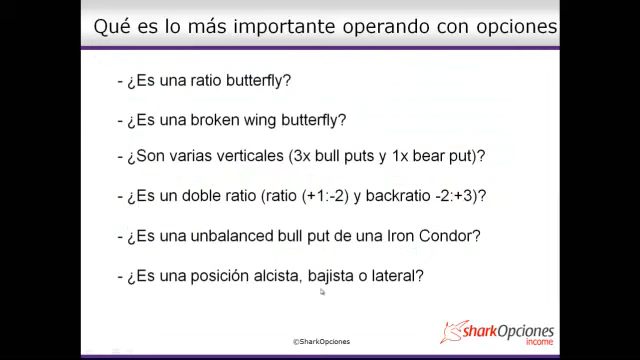 Qué es lo más importante operando con opciones
- ¿Es una ratio butterfly?
- ¿Es una broken wing butterfly?
- ¿Son varias verticales (3x bull puts y 1x bear put)?
- ¿Es un doble ratio (ratio (+1:-2) y backratio -2:+3)?
- ¿Es una unbalanced bull put de una Iron Condor?
- ¿Es una posición alcista, bajista o lateral?
©SharkOpciones
sharkOpciones
income